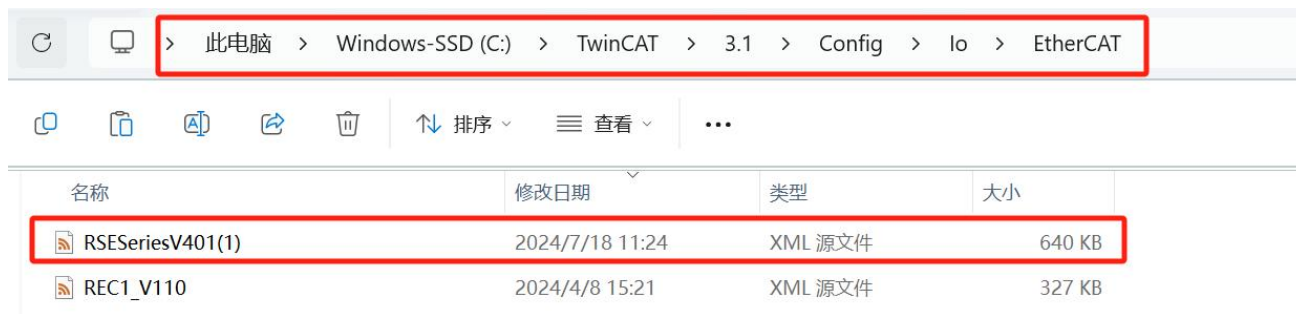 > 此电脑 > Windows-SSD (C:) > TwinCAT > 3.1 > Config > Io > EtherCAT
排序 查看 •••
名称 修改日期 类型 大小
RSESeriesV401(1) 2024/7/18 11:24 XML 源文件 640 KB
REC1_V110 2024/4/8 15:21 XML 源文件 327 KB